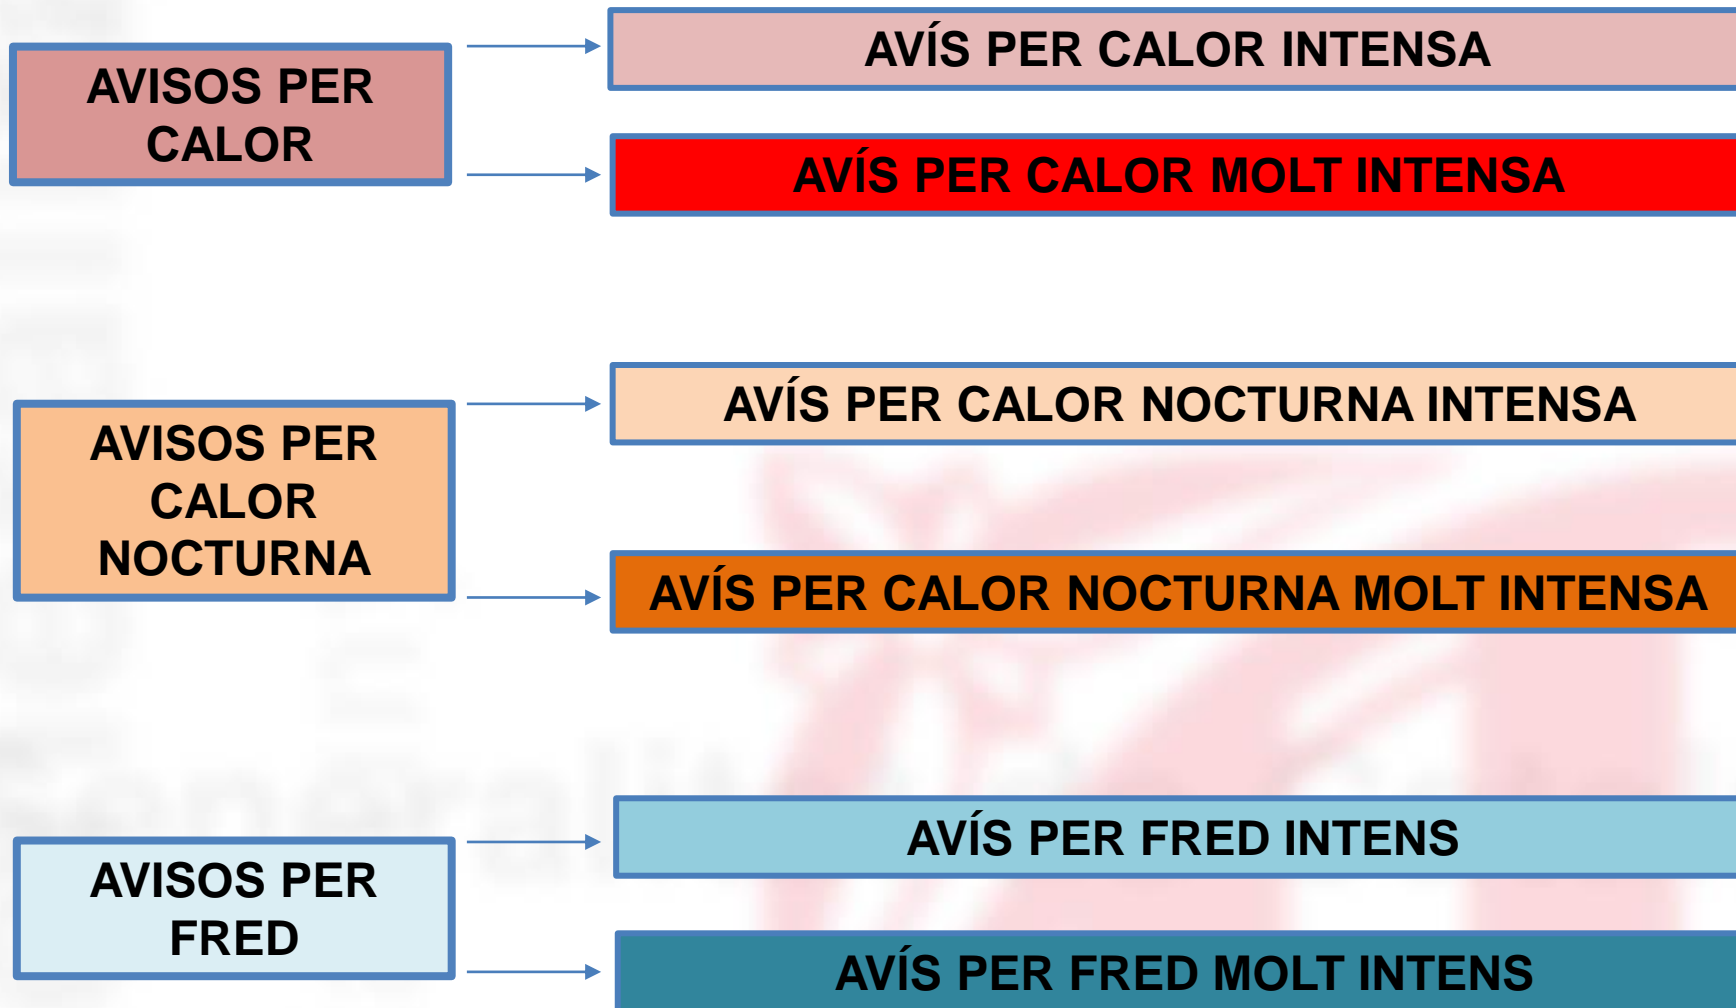 AVISOS PER
CALOR
AVÍS PER CALOR INTENSA
AVÍS PER CALOR MOLT INTENSA
AVISOS PER
CALOR
NOCTURNA
AVÍS PER CALOR NOCTURNA INTENSA
AVÍS PER CALOR NOCTURNA MOLT INTENSA
AVISOS PER
FRED
AVÍS PER FRED INTENS
AVÍS PER FRED MOLT INTENS